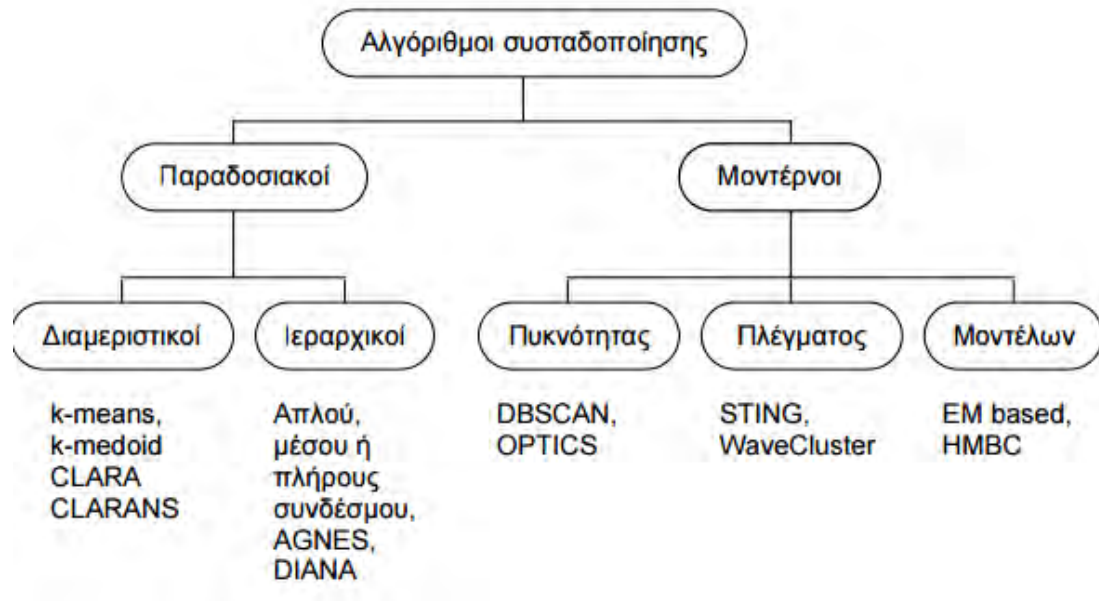 Αλγόριθμοι συσταδοποίησης
Παραδοσιακοί
Μοντέρνοι
Διαμεριστικοί
Ιεραρχικοί
Πυκνότητας
Πλέγματος
Μοντέλων
k-means,
k-medoid
CLARA
CLARANS
Απλού,
μέσου ή
πλήρους
συνδέσμου,
AGNES,
DIANA
DBSCAN,
OPTICS
STING,
WaveCluster
EM based,
HMBC